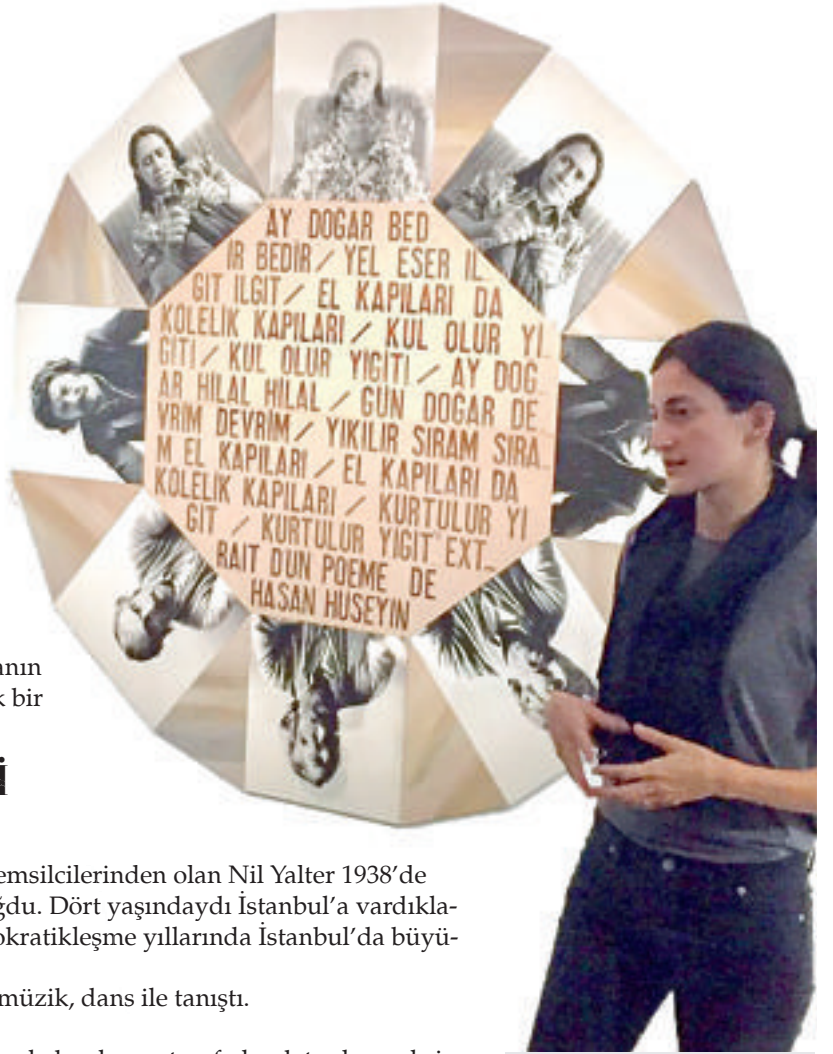 AY DOGAR BED
IR BEDİR / YEL ESER IL
GIT ILGIT / EL KAPILARI DA
KOLELIK KAPILARI / KUL OLUR YI
GITI / KUL OLUR YIGITI / AY DOG
AR HILAL HILAL / GUN DOGAR DE
VRIM DEVRIM / YIKILIR SIRAM SIRA
M EL KAPILARI / EL KAPILARI DA
KOLELIK KAPILARI / KURTULUR YI
GIT / KURTULUR YIGIT" EXT
RAIT DUN POEME DE
HASAN HUSEYIN
anın
k bir
İ
emsilcilerinden olan Nil Yalter 1938'de
ğdu. Dört yaşındaydı İstanbul'a vardıkla-
okratikleşme yıllarında İstanbul'da büyü-
müzik, dans ile tanıştı.